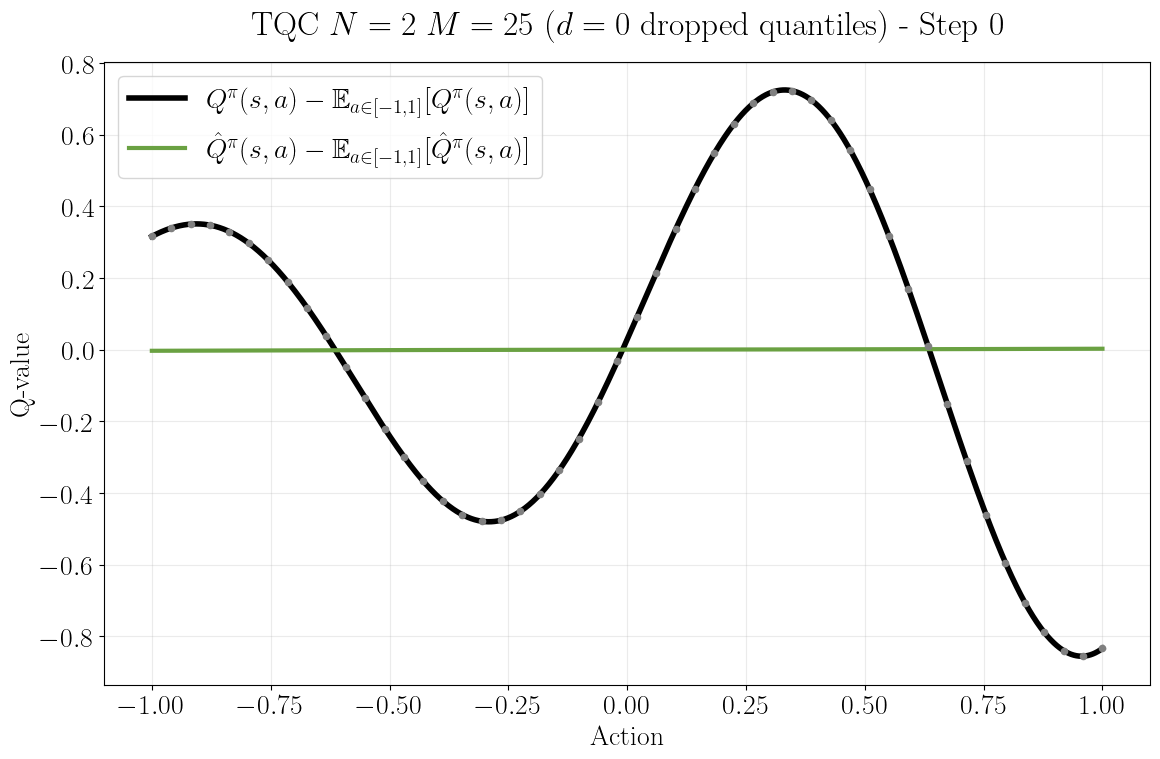 TQC N = 2 M = 25 (d = 0 dropped quantiles) - Step 0
Q^π(s, a) − 𝔼_{a∈[−1,1]}[Q^π(s, a)]
Q̂^π(s, a) − 𝔼_{a∈[−1,1]}[Q̂^π(s, a)]
0.8
0.6
0.4
0.2
0.0
−0.2
−0.4
−0.6
−0.8
Q-value
−1.00 −0.75 −0.50 −0.25 0.00 0.25 0.50 0.75 1.00
Action